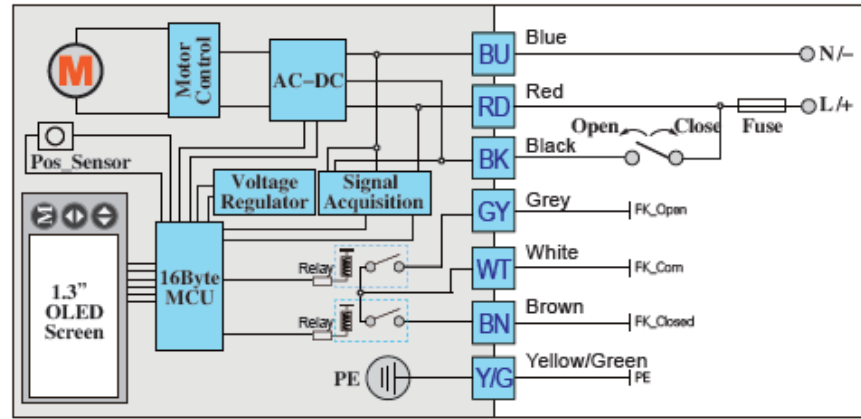 M
Motor
Control
AC-DC
BU
Blue
N/-
RD
Red
L/+
Open
Close
Fuse
BK
Black
Pos_Sensor
Voltage
Regulator
Signal
Acquisition
GY
Grey
FK_Open
M
1.3”
OLED
Screen
16Byte
MCU
Relay
WT
White
FK_Com
Relay
BN
Brown
FK_Closed
PE
Y/G
Yellow/Green
PE